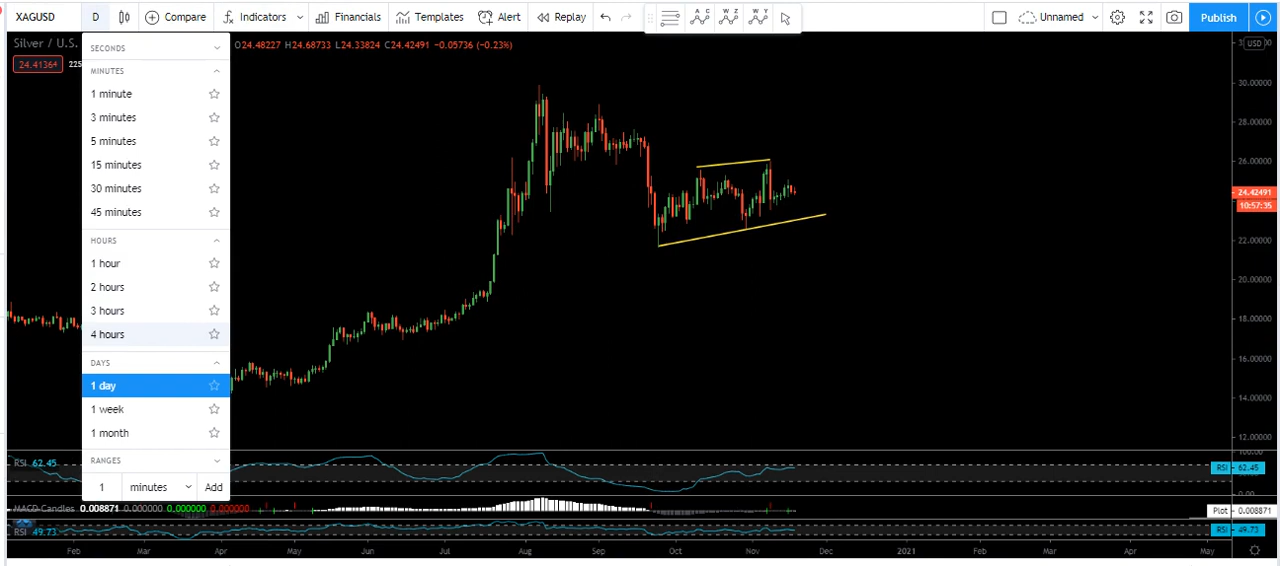 XAGUSD D Compare Indicators Financials Templates Alert Replay Unnamed Publish
Silver / U.S. O24.48227 H24.68733 L24.33824 C24.42491 −0.05736 (−0.23%) USD
24.41364 225
SECONDS
MINUTES
1 minute
3 minutes
5 minutes
15 minutes
30 minutes
45 minutes
HOURS
1 hour
2 hours
3 hours
4 hours
DAYS
1 day
1 week
1 month
RANGES
1 minutes Add
A C W Z W Y
30.00000
28.00000
26.00000
24.42491
10:57:35
22.00000
20.00000
18.00000
16.00000
14.00000
12.00000
100.00
RSI 62.45 RSI 62.45
0.00
MACD Candles 0.008871 0.000000 0.000000 0.000000 Plot 0.008871
RSI 49.73 RSI 49.73
Feb Mar Apr May Jun Jul Aug Sep Oct Nov Dec 2021 Feb Mar Apr May